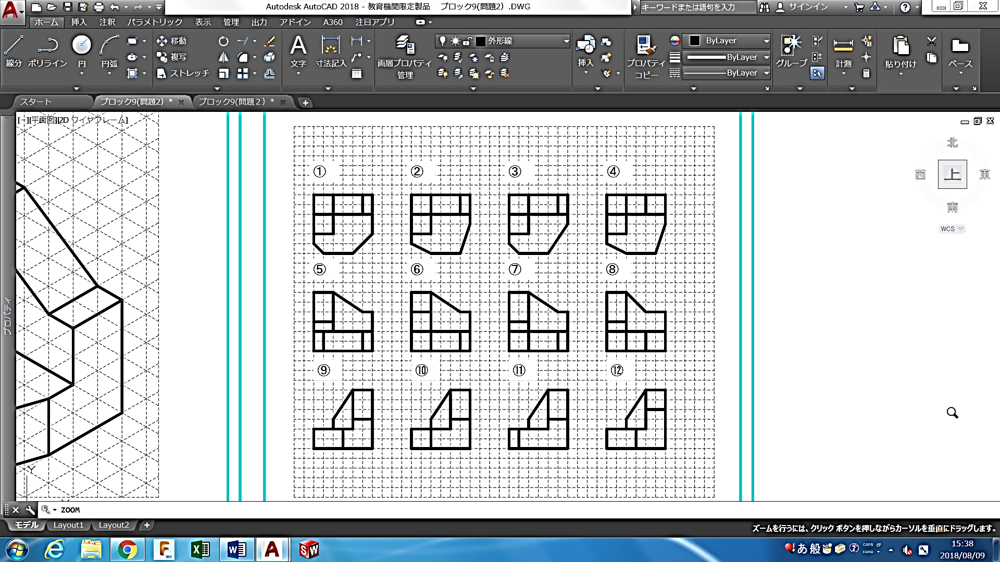 Autodesk AutoCAD 2018 - 教育機関限定製品 ブロック9(問題2) .DWG
キーワードまたは語句を入力
サインイン
ホーム 挿入 注釈 パラメトリック 表示 管理 出力 アドイン A360 注目アプリ
線分
ポリライン
円
円弧
移動
複写
ストレッチ
文字
寸法記入
画層プロパティ管理
外形線
挿入
プロパティコピー
ByLayer
ByLayer
ByLayer
グループ
計測
貼り付け
ベース
スタート
ブロック9(問題2) *
ブロック9(問題2) *
[-][平面図][2D ワイヤフレーム]
プロパティ
① ② ③ ④
⑤ ⑥ ⑦ ⑧
⑨ ⑩ ⑪ ⑫
北
西 上 東
南
WCS
Y
ZOOM
モデル Layout1 Layout2
ズームを行うには、クリック ボタンを押しながらカーソルを垂直にドラッグします。
あ 般
CAPS
KANA
15:38
2018/08/09